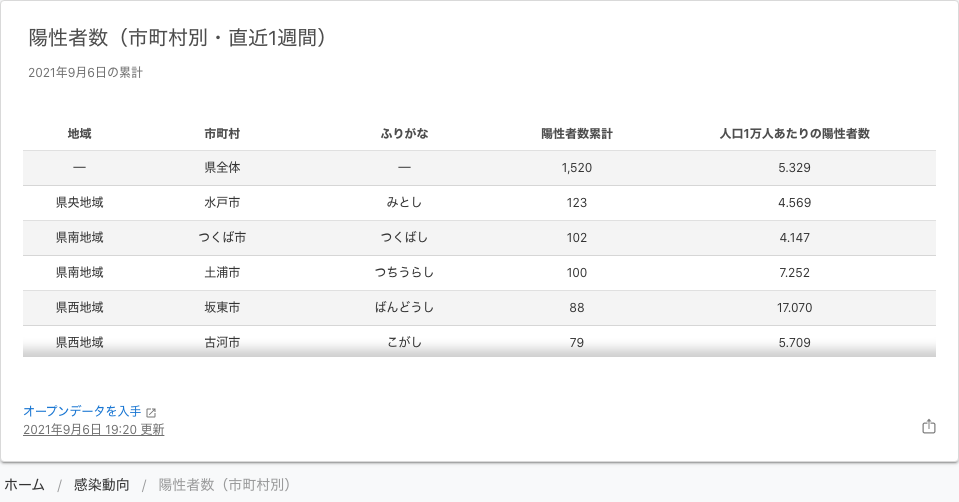 陽性者数（市町村別・直近1週間）
2021年9月6日の累計
地域 市町村 ふりがな 陽性者数累計 人口1万人あたりの陽性者数
— 県全体 — 1,520 5.329
県央地域 水戸市 みとし 123 4.569
県南地域 つくば市 つくばし 102 4.147
県南地域 土浦市 つちうらし 100 7.252
県西地域 坂東市 ばんどうし 88 17.070
県西地域 古河市 こがし 79 5.709
オープンデータを入手
2021年9月6日 19:20 更新
ホーム / 感染動向 / 陽性者数（市町村別）